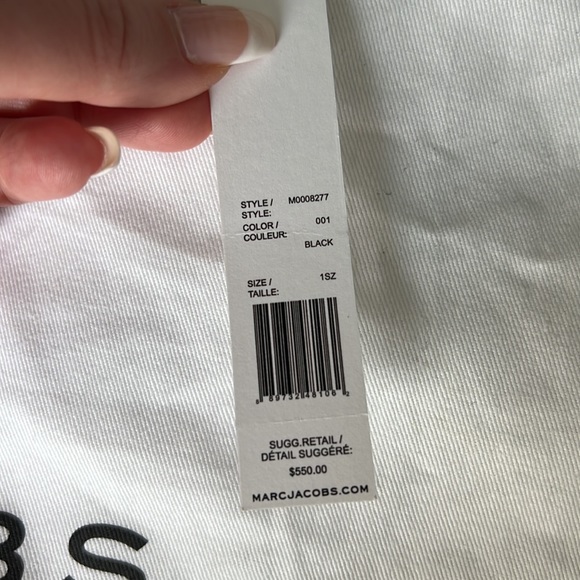 STYLE / M0008277
STYLE:
COLOR / 001
COULEUR:
BLACK
SIZE / 1SZ
TAILLE:
SUGG.RETAIL /
DÉTAIL SUGGÉRÉ:
$550.00
MARCJACOBS.COM
BS